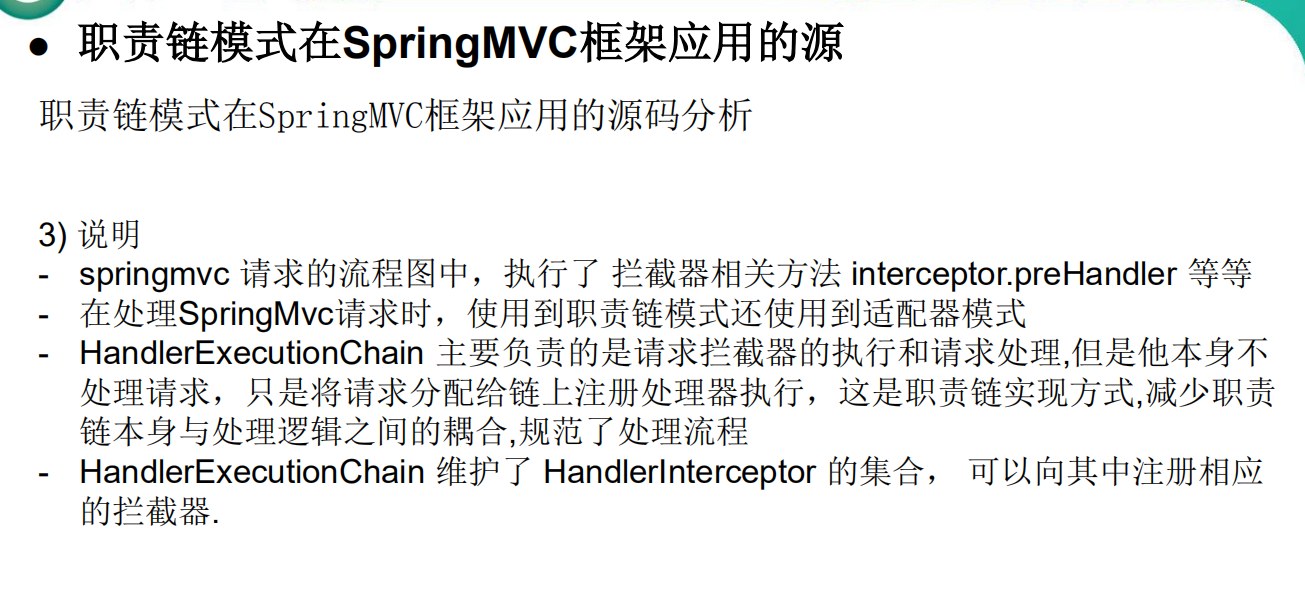 ● 职责链模式在SpringMVC框架应用的源
职责链模式在SpringMVC框架应用的源码分析
3) 说明
- springmvc 请求的流程图中，执行了 拦截器相关方法 interceptor.preHandler 等等
- 在处理SpringMvc请求时，使用到职责链模式还使用到适配器模式
- HandlerExecutionChain 主要负责的是请求拦截器的执行和请求处理,但是他本身不
处理请求，只是将请求分配给链上注册处理器执行，这是职责链实现方式,减少职责
链本身与处理逻辑之间的耦合,规范了处理流程
- HandlerExecutionChain 维护了 HandlerInterceptor 的集合， 可以向其中注册相应
的拦截器.